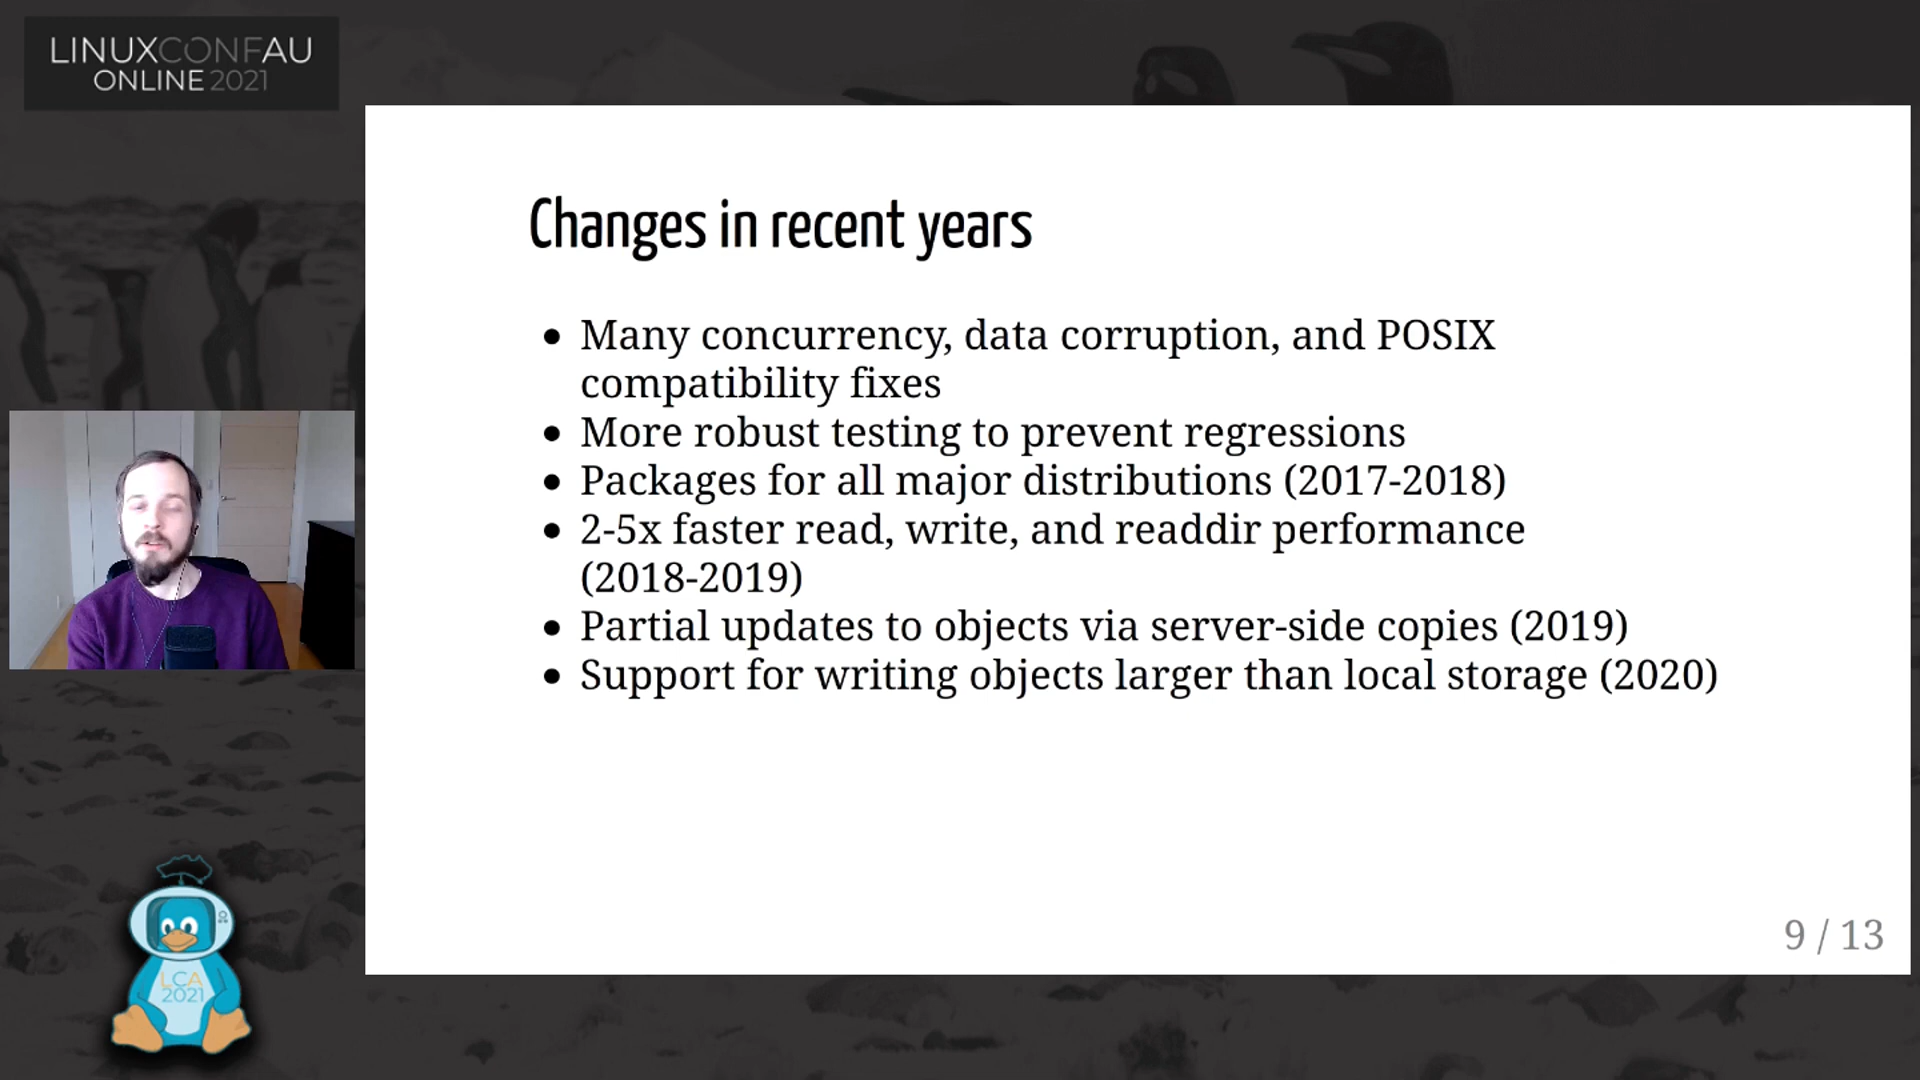 LINUXCONFAU
ONLINE 2021
Changes in recent years
• Many concurrency, data corruption, and POSIX
compatibility fixes
• More robust testing to prevent regressions
• Packages for all major distributions (2017-2018)
• 2-5x faster read, write, and readdir performance
(2018-2019)
• Partial updates to objects via server-side copies (2019)
• Support for writing objects larger than local storage (2020)
LCA
2021
9 / 13